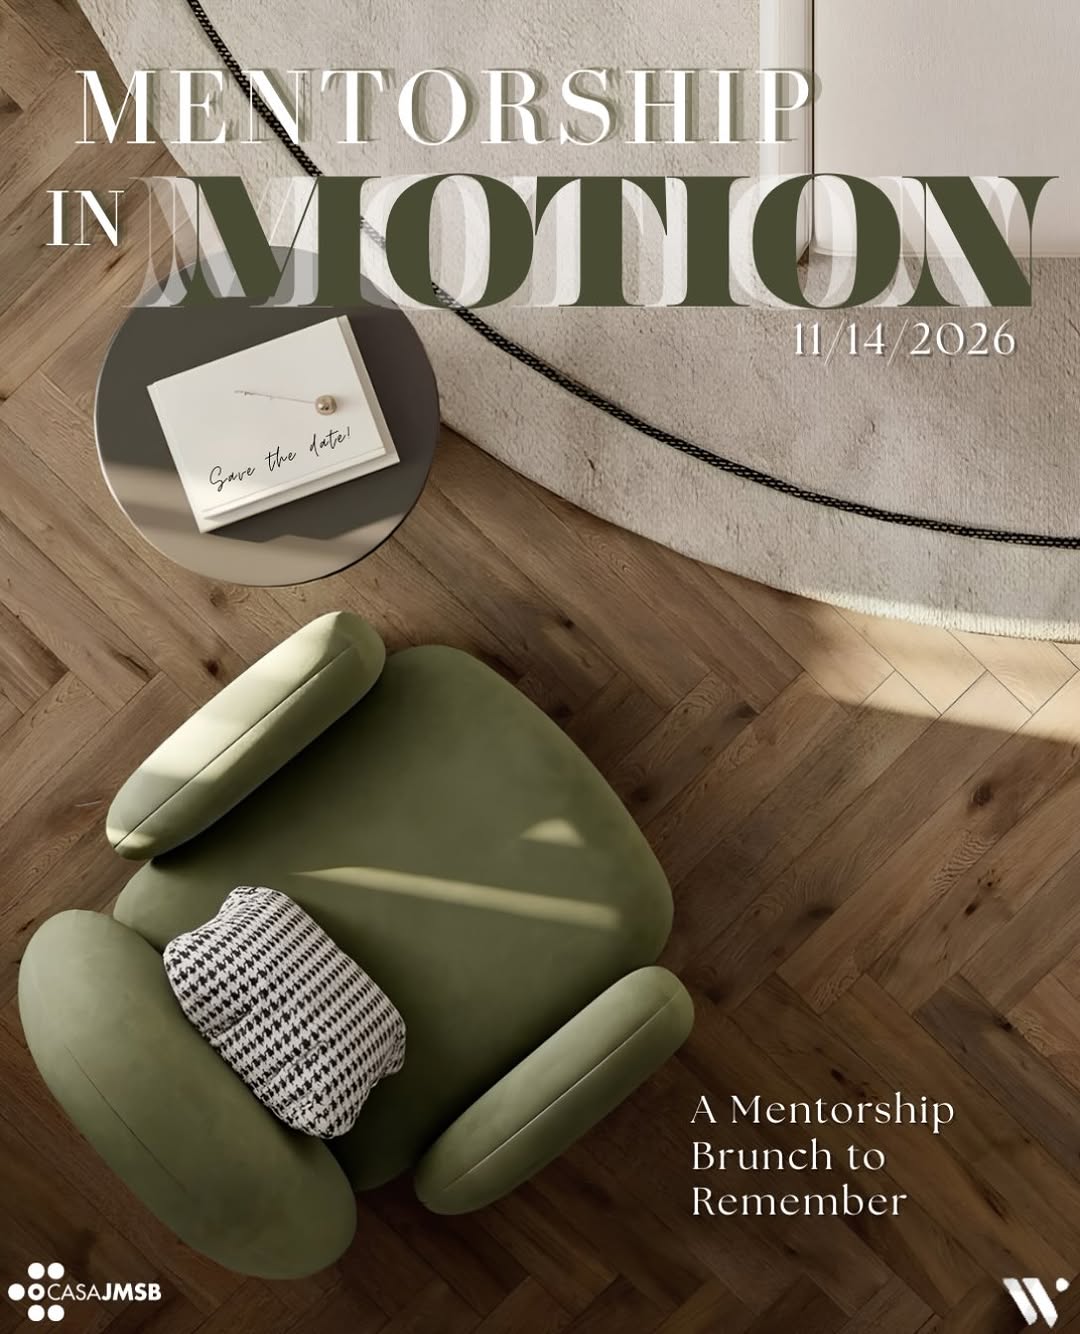 MENTORSHIP
IN MOTION
11/14/2026
Save the date!
A Mentorship
Brunch to
Remember
CASAJMSB